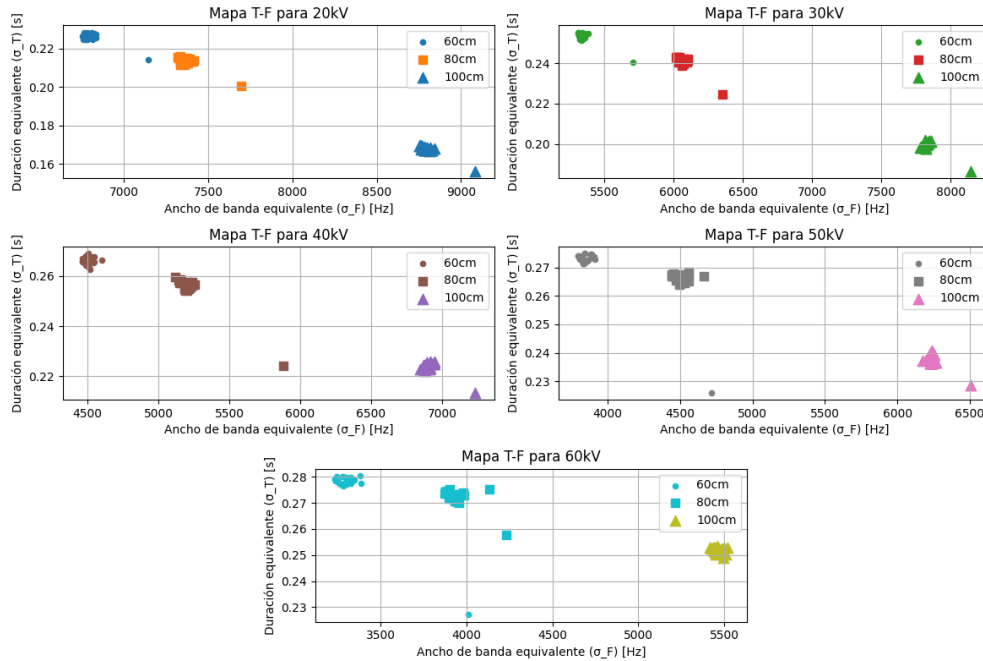 Mapa T-F para 20kV
Duración equivalente (σ_T) [s]
0.22
0.20
0.18
0.16
60cm
80cm
100cm
7000 7500 8000 8500 9000
Ancho de banda equivalente (σ_F) [Hz]
Mapa T-F para 30kV
Duración equivalente (σ_T) [s]
0.24
0.22
0.20
60cm
80cm
100cm
5500 6000 6500 7000 7500 8000
Ancho de banda equivalente (σ_F) [Hz]
Mapa T-F para 40kV
Duración equivalente (σ_T) [s]
0.26
0.24
0.22
60cm
80cm
100cm
4500 5000 5500 6000 6500 7000
Ancho de banda equivalente (σ_F) [Hz]
Mapa T-F para 50kV
Duración equivalente (σ_T) [s]
0.27
0.26
0.25
0.24
0.23
60cm
80cm
100cm
4000 4500 5000 5500 6000 6500
Ancho de banda equivalente (σ_F) [Hz]
Mapa T-F para 60kV
Duración equivalente (σ_T) [s]
0.28
0.27
0.26
0.25
0.24
0.23
60cm
80cm
100cm
3500 4000 4500 5000 5500
Ancho de banda equivalente (σ_F) [Hz]